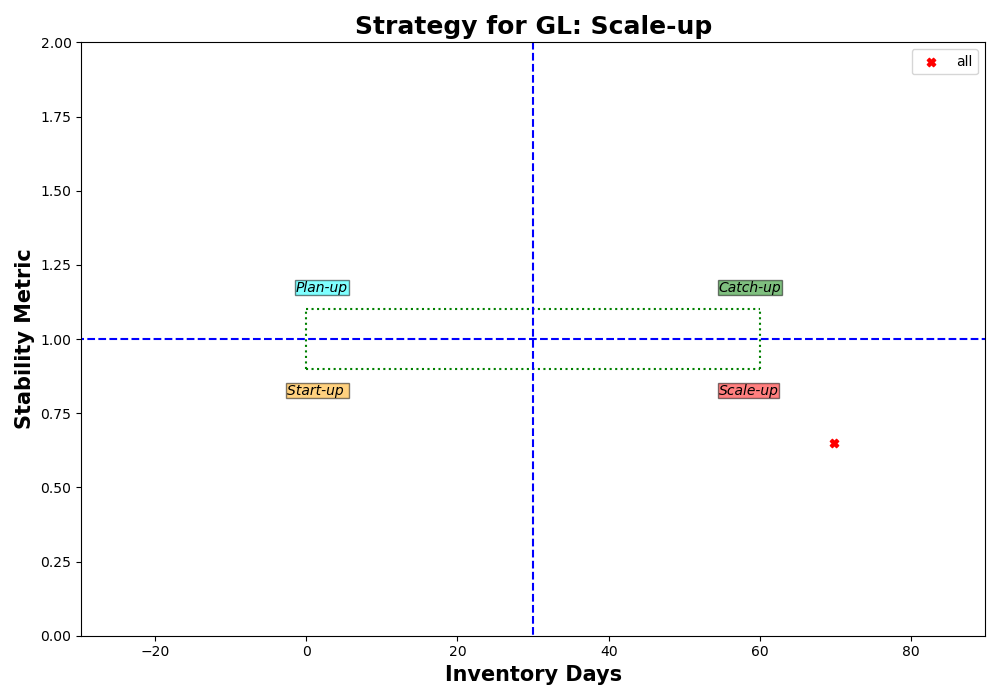 Strategy for GL: Scale-up
all
2.00
1.75
1.50
1.25
1.00
0.75
0.50
0.25
0.00
Stability Metric
Plan-up
Catch-up
Start-up
Scale-up
−20
0
20
40
60
80
Inventory Days